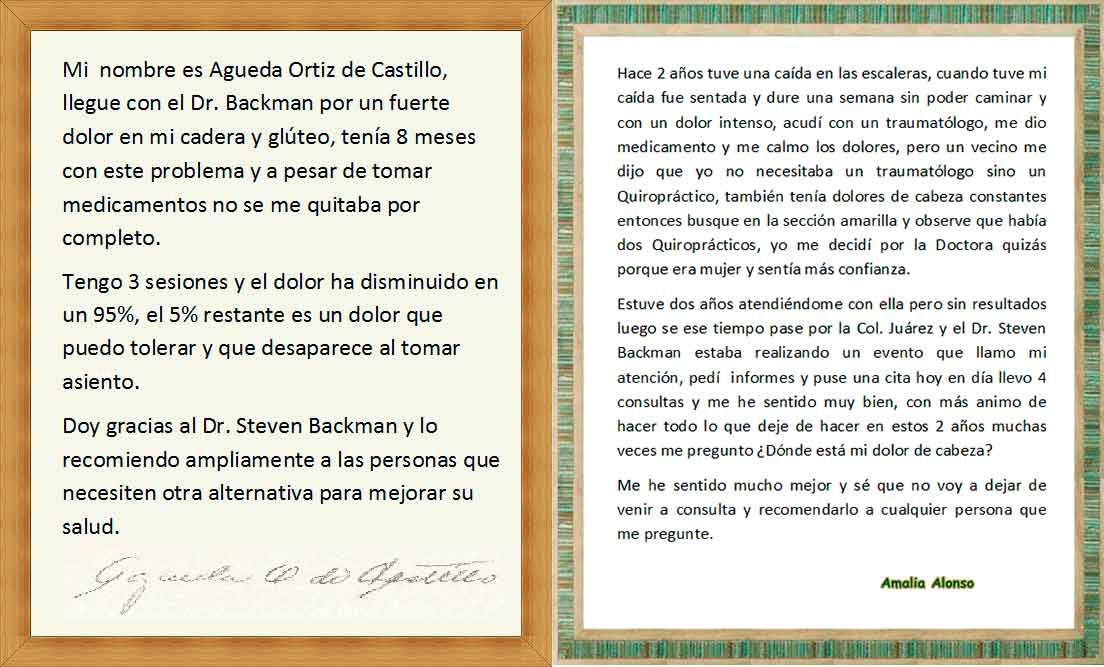 Mi  nombre es Agueda Ortiz de Castillo,
llegue con el Dr. Backman por un fuerte
dolor en mi cadera y glúteo, tenía 8 meses
con este problema y a pesar de tomar
medicamentos no se me quitaba por
completo.
Tengo 3 sesiones y el dolor ha disminuido en
un 95%, el 5% restante es un dolor que
puedo tolerar y que desaparece al tomar
asiento.
Doy gracias al Dr. Steven Backman y lo
recomiendo ampliamente a las personas que
necesiten otra alternativa para mejorar su
salud.
Hace 2 años tuve una caída en las escaleras, cuando tuve mi
caída fue sentada y dure una semana sin poder caminar y
con un dolor intenso, acudí con un traumatólogo, me dio
medicamento y me calmo los dolores, pero un vecino me
dijo que yo no necesitaba un traumatólogo sino un
Quiropráctico, también tenía dolores de cabeza constantes
entonces busque en la sección amarilla y observe que había
dos Quiroprácticos, yo me decidí por la Doctora quizás
porque era mujer y sentía más confianza.
Estuve dos años atendiéndome con ella pero sin resultados
luego se ese tiempo pase por la Col. Juárez y el Dr. Steven
Backman estaba realizando un evento que llamo mi
atención, pedí  informes y puse una cita hoy en día llevo 4
consultas y me he sentido muy bien, con más animo de
hacer todo lo que deje de hacer en estos 2 años muchas
veces me pregunto ¿Dónde está mi dolor de cabeza?
Me he sentido mucho mejor y sé que no voy a dejar de
venir a consulta y recomendarlo a cualquier persona que
me pregunte.
Amalia Alonso